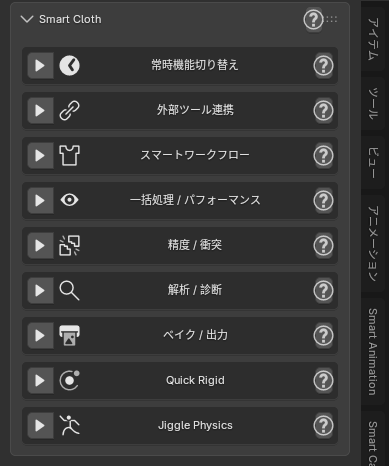 Smart Cloth
常時機能切り替え
外部ツール連携
スマートワークフロー
一括処理 / パフォーマンス
精度 / 衝突
解析 / 診断
ベイク / 出力
Quick Rigid
Jiggle Physics
アイテム
ツール
ビュー
アニメーション
Smart Animation
Smart